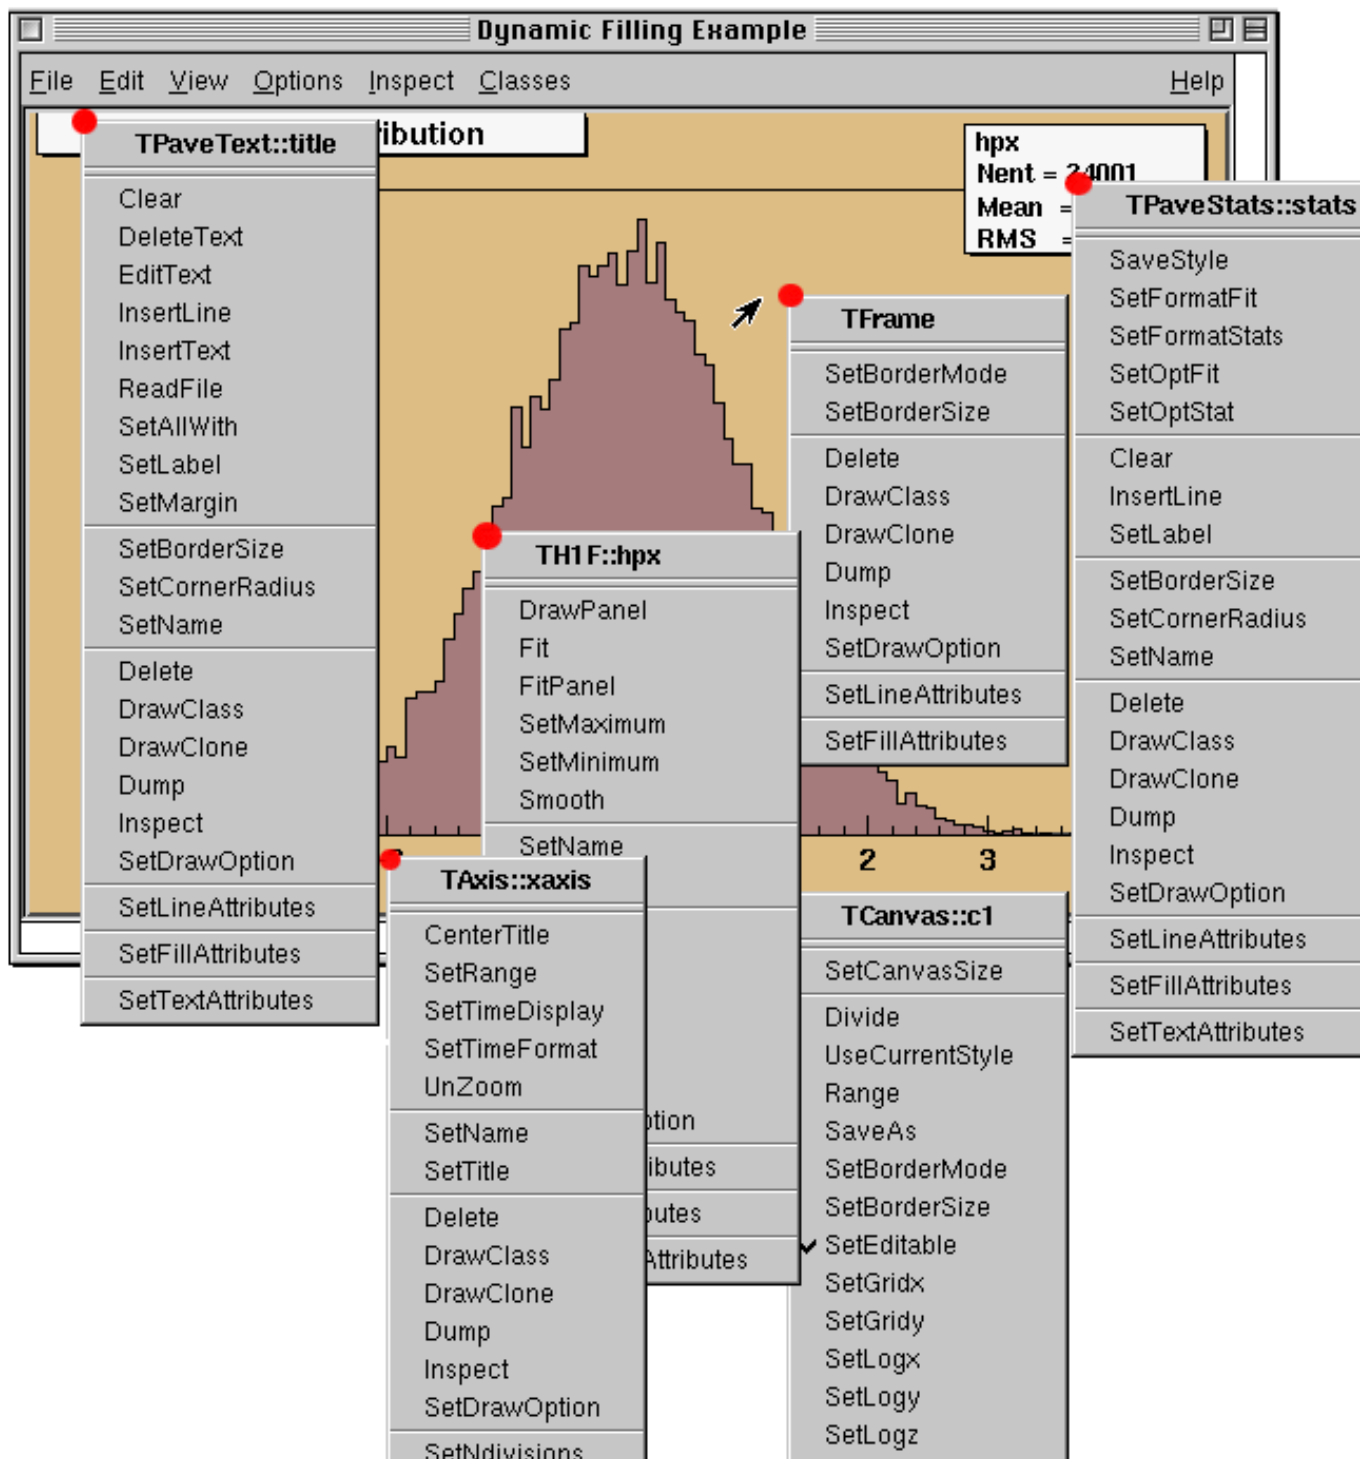 Dynamic Filling Example
File Edit View Options Inspect Classes Help
TPaveText::title
Clear
DeleteText
EditText
InsertLine
InsertText
ReadFile
SetAllWith
SetLabel
SetMargin
SetBorderSize
SetCornerRadius
SetName
Delete
DrawClass
DrawClone
Dump
Inspect
SetDrawOption
SetLineAttributes
SetFillAttributes
SetTextAttributes
ibution
hpx
Nent = 24001
Mean =
RMS =
TPaveStats::stats
SaveStyle
SetFormatFit
SetFormatStats
SetOptFit
SetOptStat
Clear
InsertLine
SetLabel
SetBorderSize
SetCornerRadius
SetName
Delete
DrawClass
DrawClone
Dump
Inspect
SetDrawOption
SetLineAttributes
SetFillAttributes
SetTextAttributes
TFrame
SetBorderMode
SetBorderSize
Delete
DrawClass
DrawClone
Dump
Inspect
SetDrawOption
SetLineAttributes
SetFillAttributes
TH1F::hpx
DrawPanel
Fit
FitPanel
SetMaximum
SetMinimum
Smooth
SetName
tion
ibutes
butes
Attributes
2 3
TAxis::xaxis
CenterTitle
SetRange
SetTimeDisplay
SetTimeFormat
UnZoom
SetName
SetTitle
Delete
DrawClass
DrawClone
Dump
Inspect
SetDrawOption
SetNdivisions
TCanvas::c1
SetCanvasSize
Divide
UseCurrentStyle
Range
SaveAs
SetBorderMode
SetBorderSize
SetEditable
SetGridx
SetGridy
SetLogx
SetLogy
SetLogz